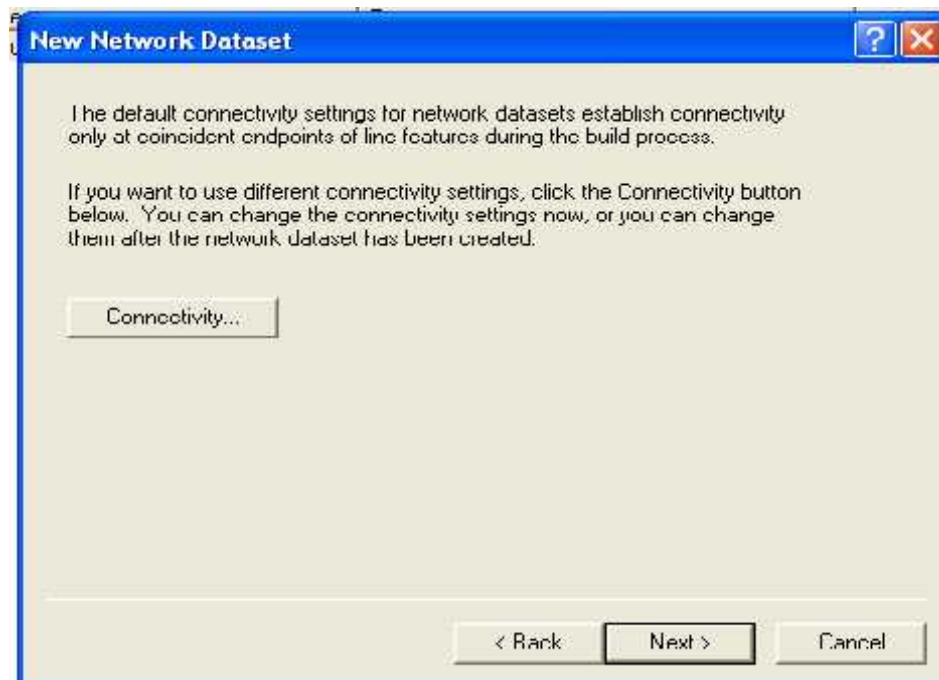 New Network Dataset
The default connectivity settings for network datasets establish connectivity
only at coincident endpoints of line features during the build process.
If you want to use different connectivity settings, click the Connectivity button
below. You can change the connectivity settings now, or you can change
them after the network dataset has been created.
Connectivity...
< Back
Next >
Cancel